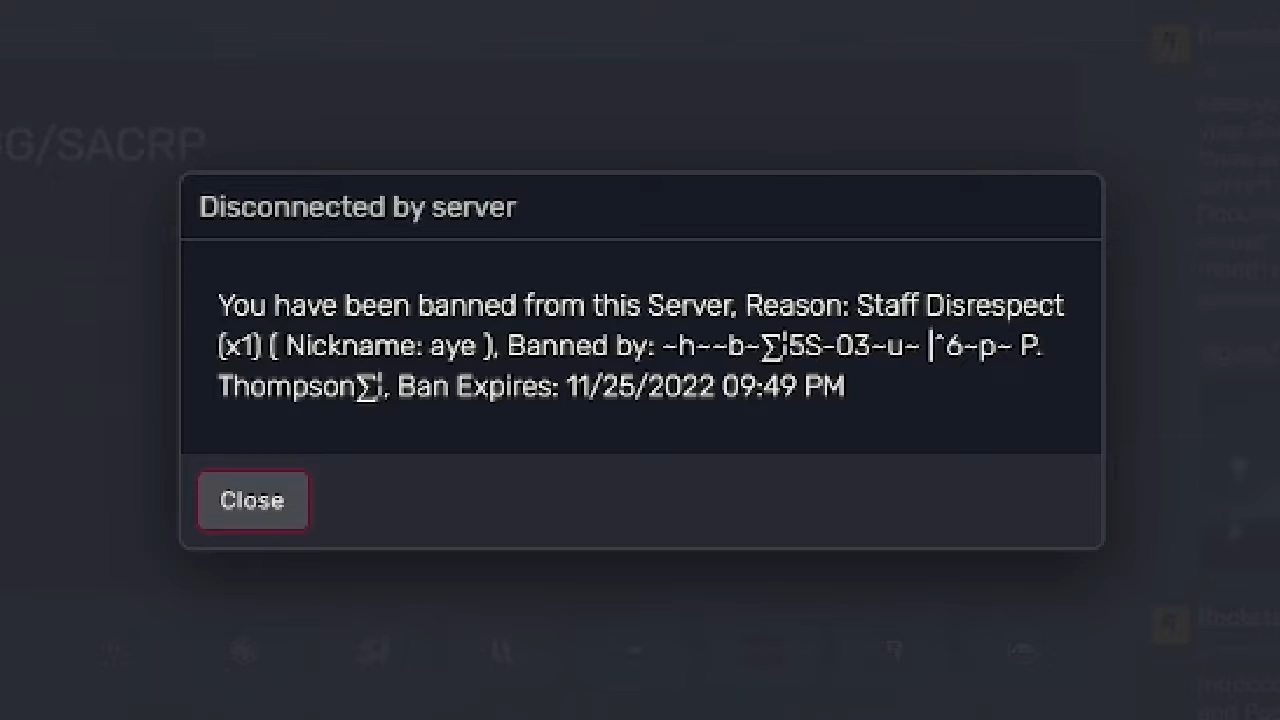 G/SACRP
Disconnected by server
You have been banned from this Server, Reason: Staff Disrespect
(x1) ( Nickname: aye ), Banned by: ~h~~b~∑¦5S-03~u~ |^6~p~ P.
Thompson∑¦, Ban Expires: 11/25/2022 09:49 PM
Close